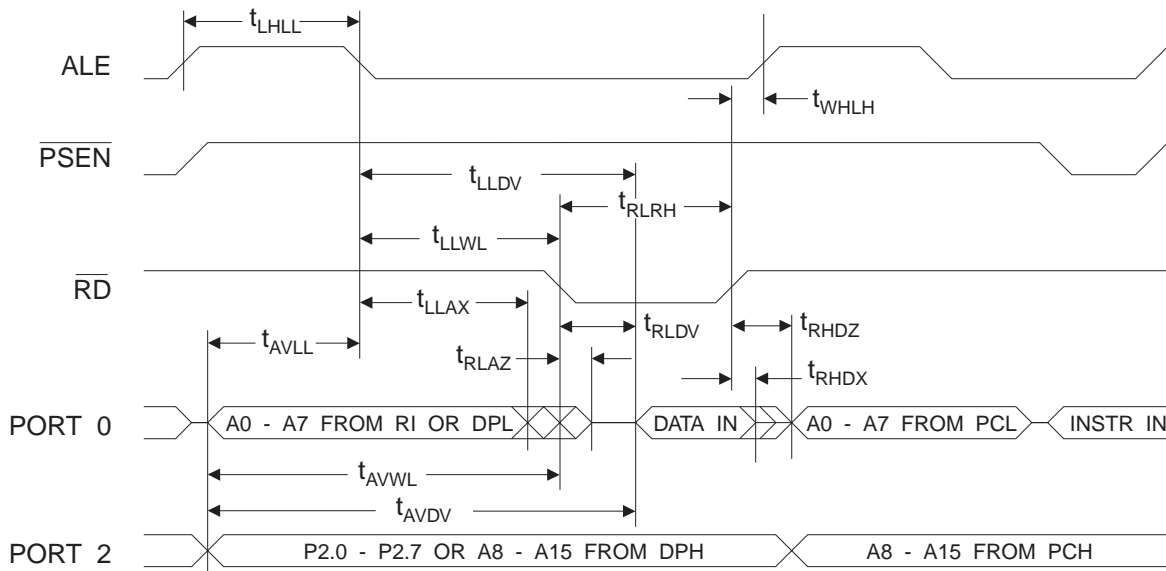 tLHLL
ALE
tWHLH
PSEN
tLLDV
tRLRH
tLLWL
RD
tLLAX
tRLDV
tRHDZ
tAVLL
tRLAZ
tRHDX
PORT 0
A0 - A7 FROM RI OR DPL
DATA IN
A0 - A7 FROM PCL
INSTR IN
tAVWL
tAVDV
PORT 2
P2.0 - P2.7 OR A8 - A15 FROM DPH
A8 - A15 FROM PCH